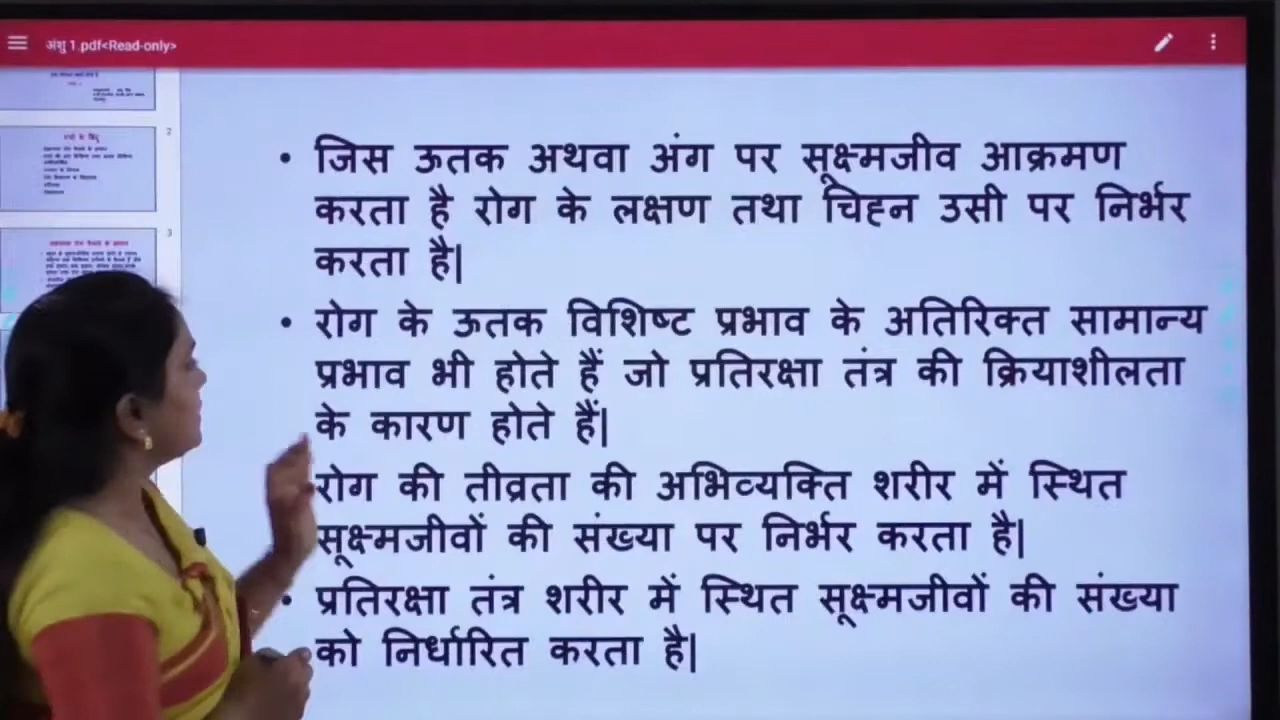 अंशु 1.pdf<Read-only>
2
3
• जिस ऊतक अथवा अंग पर सूक्ष्मजीव आक्रमण
करता है रोग के लक्षण तथा चिह्न उसी पर निर्भर
करता है|
• रोग के ऊतक विशिष्ट प्रभाव के अतिरिक्त सामान्य
प्रभाव भी होते हैं जो प्रतिरक्षा तंत्र की क्रियाशीलता
के कारण होते हैं|
रोग की तीव्रता की अभिव्यक्ति शरीर में स्थित
सूक्ष्मजीवों की संख्या पर निर्भर करता है|
• प्रतिरक्षा तंत्र शरीर में स्थित सूक्ष्मजीवों की संख्या
को निर्धारित करता है|